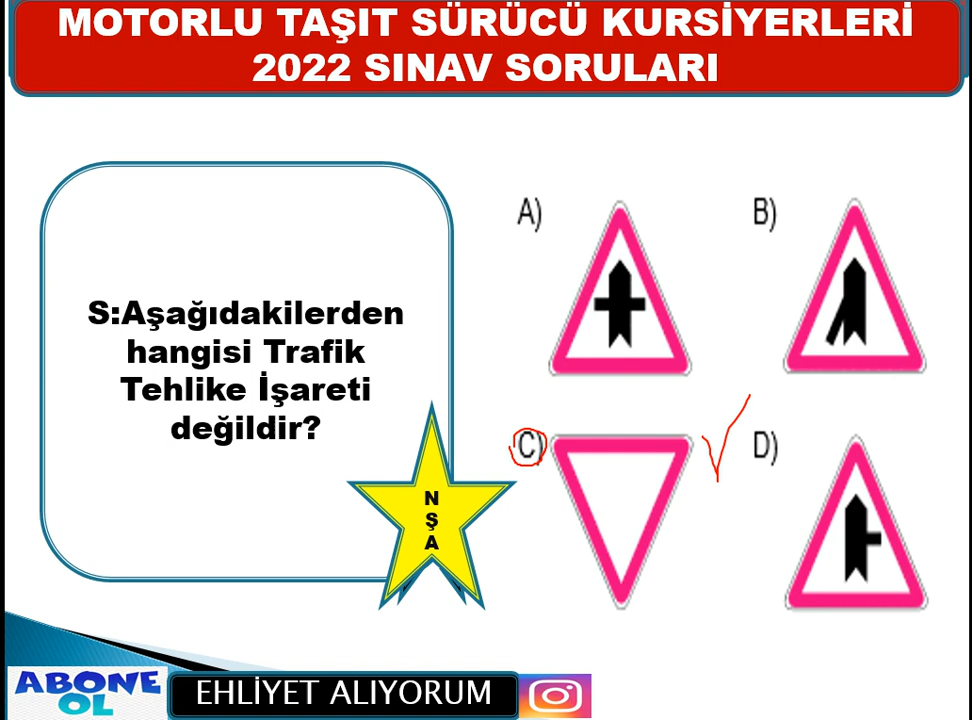 MOTORLU TAŞIT SÜRÜCÜ KURSİYERLERİ
2022 SINAV SORULARI
S:Aşağıdakilerden
hangisi Trafik
Tehlike İşareti
değildir?
N
Ş
A
A)
B)
C)
D)
ABONE
OL
EHLİYET ALIYORUM